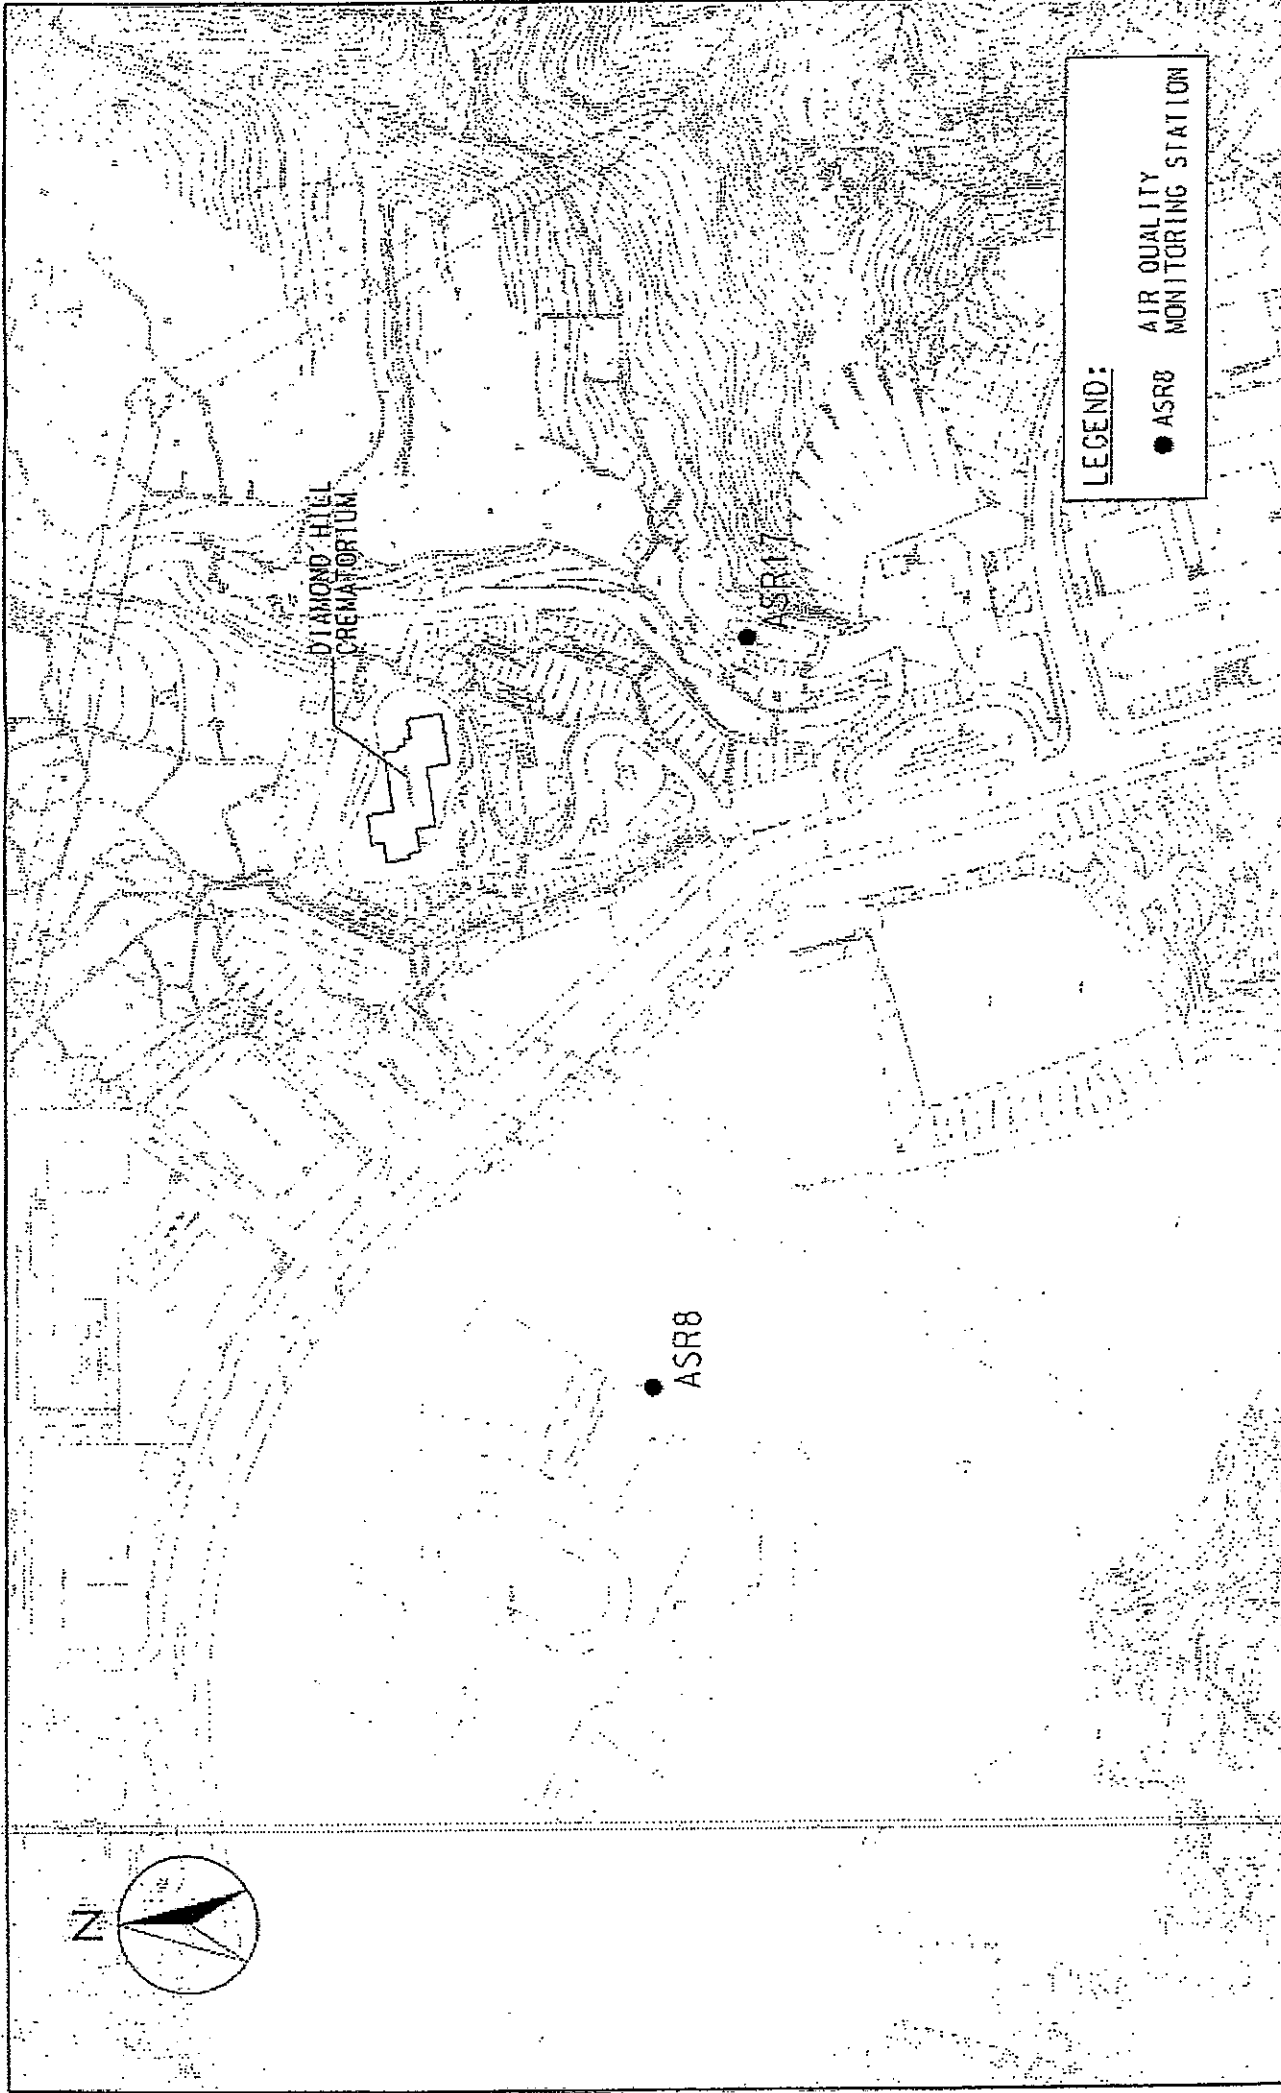 N
DIAMOND HILL
CREMATORIUM
ASR17
ASR8
LEGEND:
ASR8
AIR QUALITY
MONITORING STATION